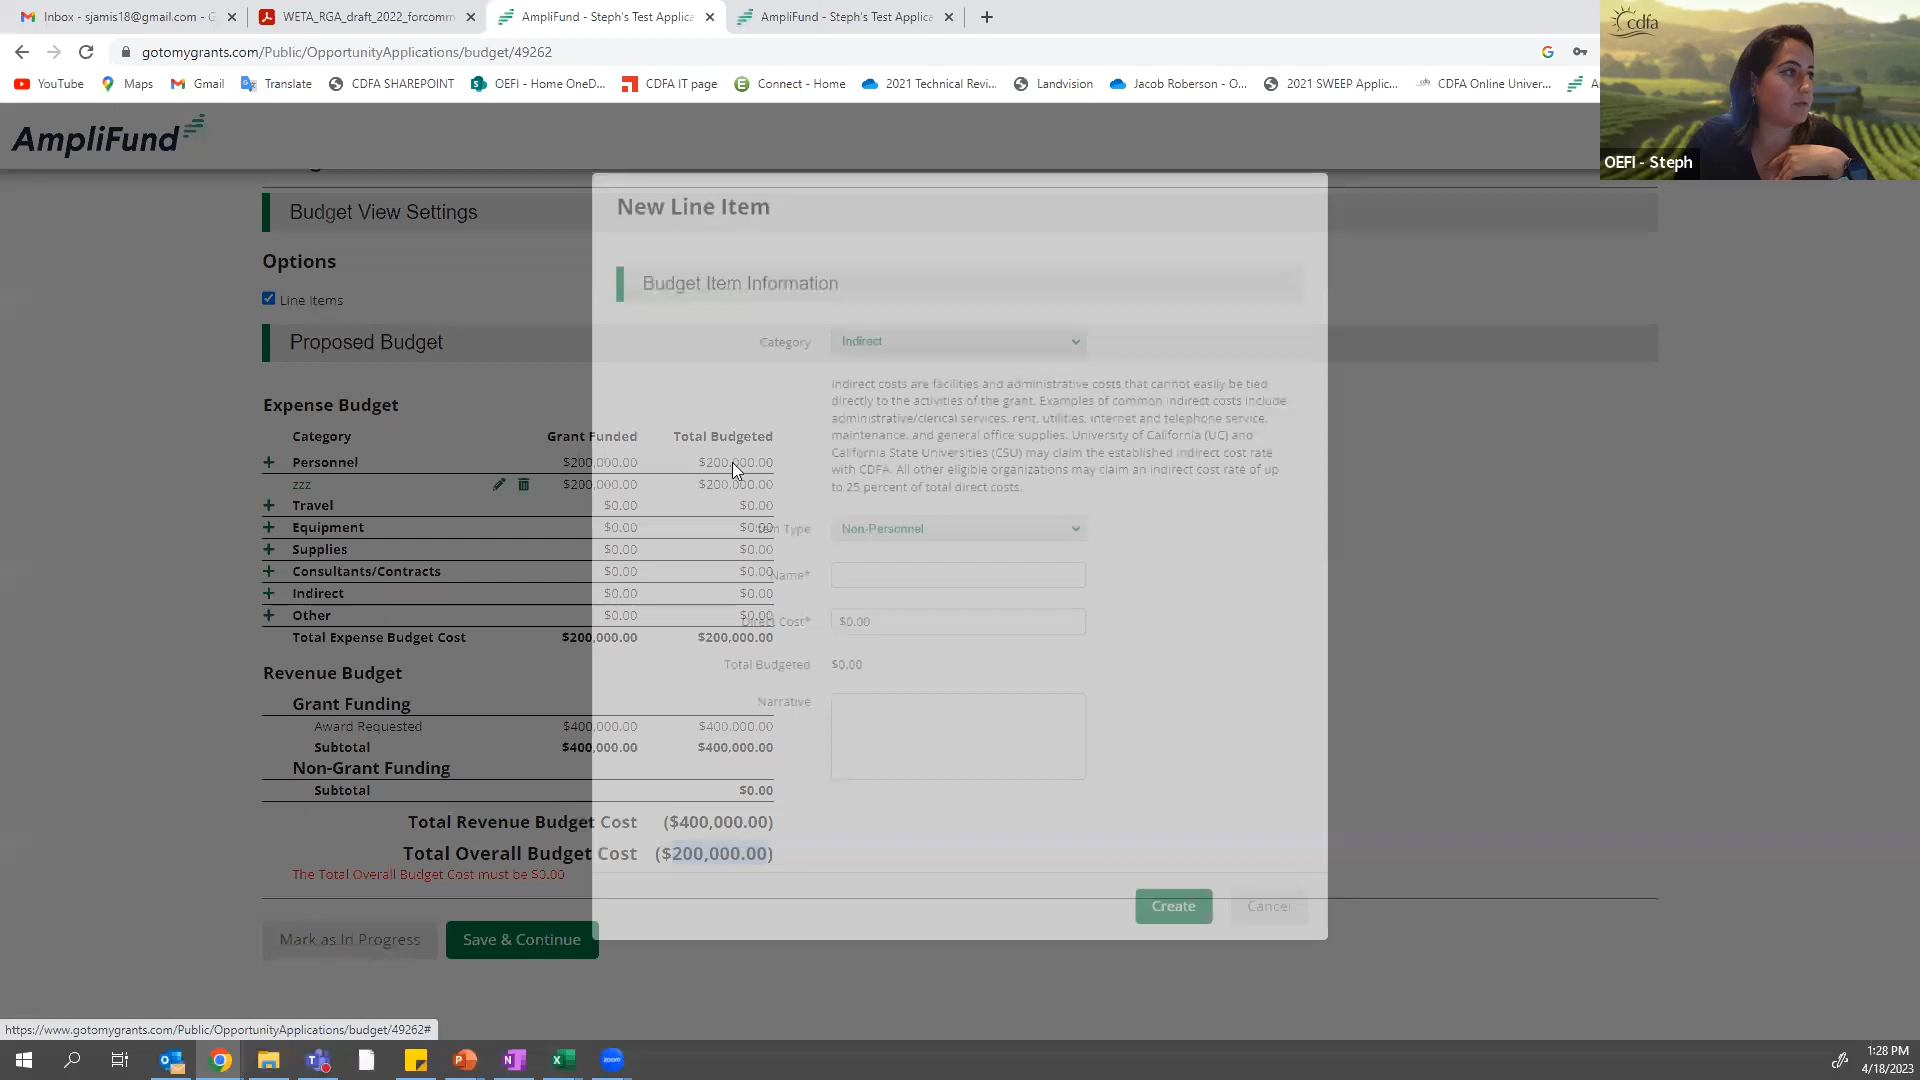 Inbox - sjamis18@gmail.com - G
WETA_RGA_draft_2022_forcomm
AmpliFund - Steph's Test Applica
AmpliFund - Steph's Test Applica
gotomygrants.com/Public/OpportunityApplications/budget/49262
YouTube Maps Gmail Translate CDFA SHAREPOINT OEFI - Home OneD... CDFA IT page Connect - Home 2021 Technical Revi... Landvision Jacob Roberson - O... 2021 SWEEP Applic... CDFA Online Univer...
cdfa
OEFI - Steph
AmpliFund
Budget View Settings
Options
Line Items
Proposed Budget
Expense Budget
Category Grant Funded Total Budgeted
Personnel $200,000.00 $200,000.00
zzz $200,000.00 $200,000.00
Travel $0.00 $0.00
Equipment $0.00 $0.00
Supplies $0.00 $0.00
Consultants/Contracts $0.00 $0.00
Indirect $0.00 $0.00
Other $0.00 $0.00
Total Expense Budget Cost $200,000.00 $200,000.00
Revenue Budget
Grant Funding
Award Requested $400,000.00 $400,000.00
Subtotal $400,000.00 $400,000.00
Non-Grant Funding
Subtotal $0.00
Total Revenue Budget Cost ($400,000.00)
Total Overall Budget Cost ($200,000.00)
The Total Overall Budget Cost must be $0.00
Mark as In Progress Save & Continue
New Line Item
Budget Item Information
Category Indirect
Indirect costs are facilities and administrative costs that cannot easily be tied
directly to the activities of the grant. Examples of common indirect costs include
administrative/clerical services, rent, utilities, internet and telephone service,
maintenance, and general office supplies. University of California (UC) and
California State Universities (CSU) may claim the established indirect cost rate
with CDFA. All other eligible organizations may claim an indirect cost rate of up
to 25 percent of total direct costs.
Item Type Non-Personnel
Name*
Direct Cost* $0.00
Total Budgeted $0.00
Narrative
Create Cancel
https://www.gotomygrants.com/Public/OpportunityApplications/budget/49262#
zoom
1:28 PM
4/18/2023